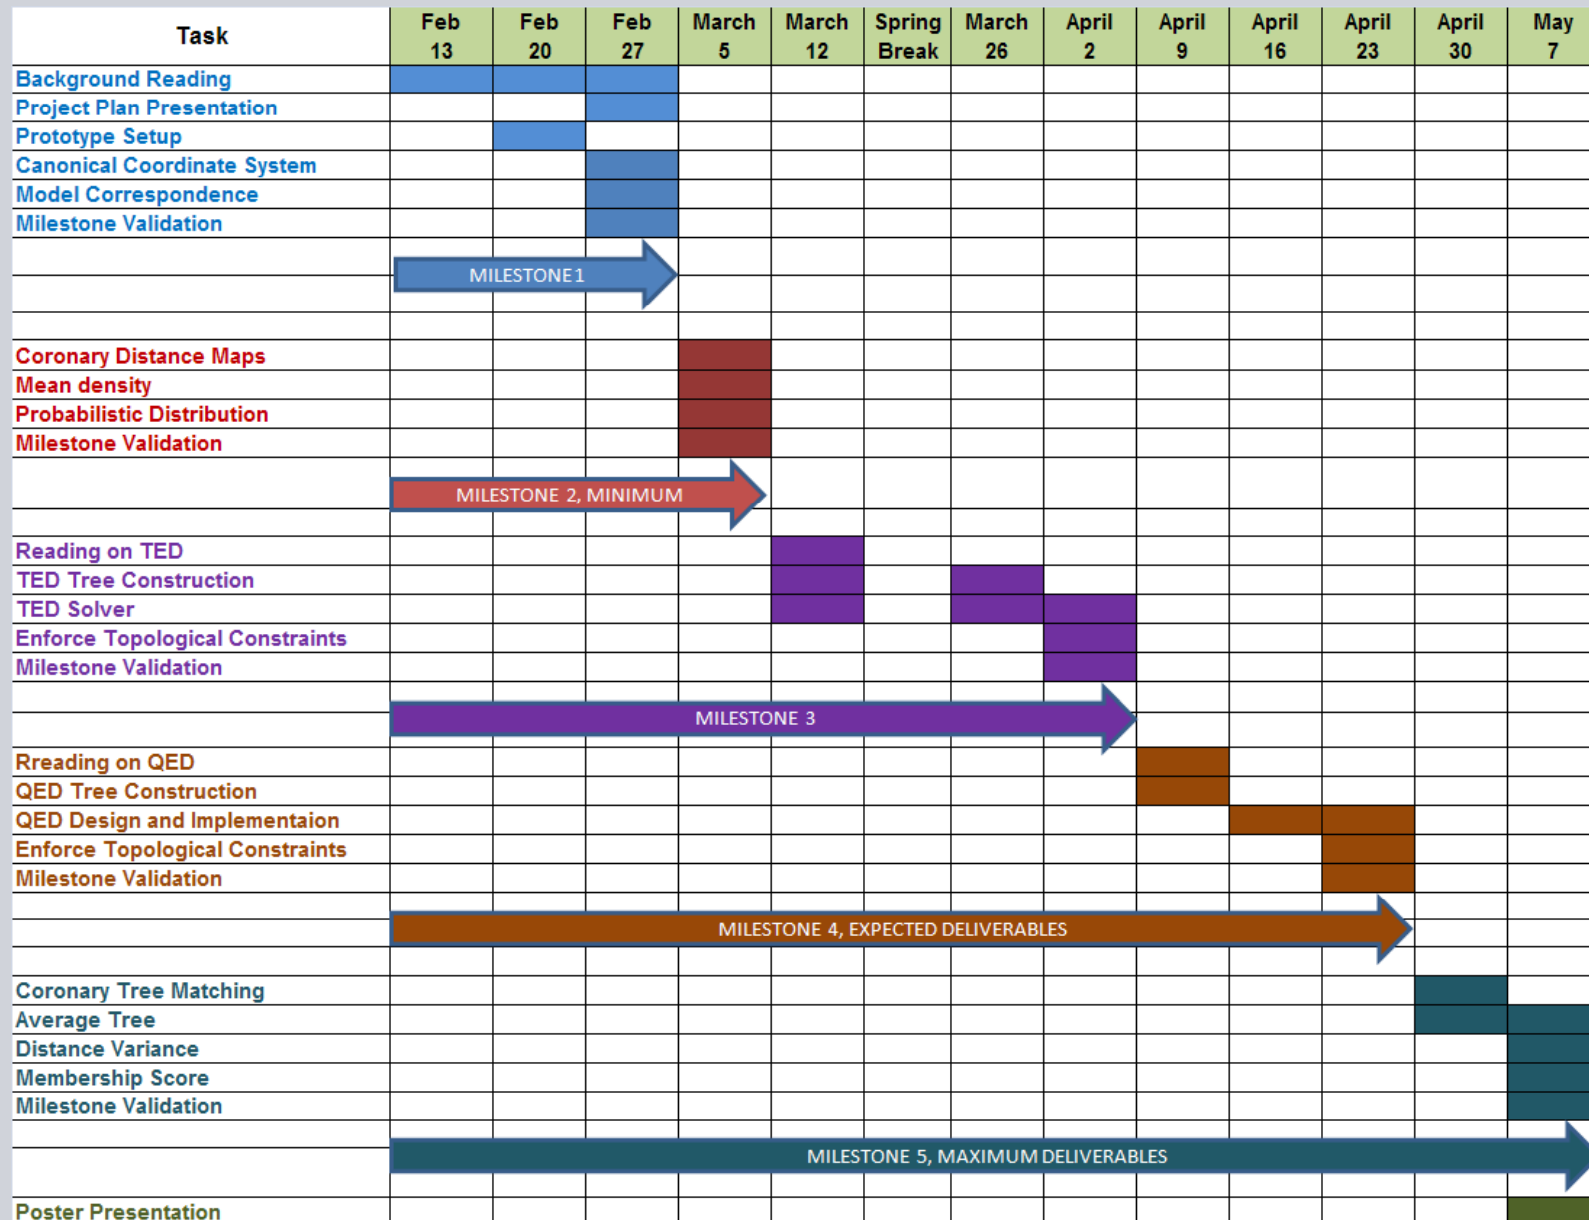 Task
Feb 13
Feb 20
Feb 27
March 5
March 12
Spring Break
March 26
April 2
April 9
April 16
April 23
April 30
May 7
Background Reading
Project Plan Presentation
Prototype Setup
Canonical Coordinate System
Model Correspondence
Milestone Validation
MILESTONE 1
Coronary Distance Maps
Mean density
Probabilistic Distribution
Milestone Validation
MILESTONE 2, MINIMUM
Reading on TED
TED Tree Construction
TED Solver
Enforce Topological Constraints
Milestone Validation
MILESTONE 3
Rreading on QED
QED Tree Construction
QED Design and Implementaion
Enforce Topological Constraints
Milestone Validation
MILESTONE 4, EXPECTED DELIVERABLES
Coronary Tree Matching
Average Tree
Distance Variance
Membership Score
Milestone Validation
MILESTONE 5, MAXIMUM DELIVERABLES
Poster Presentation